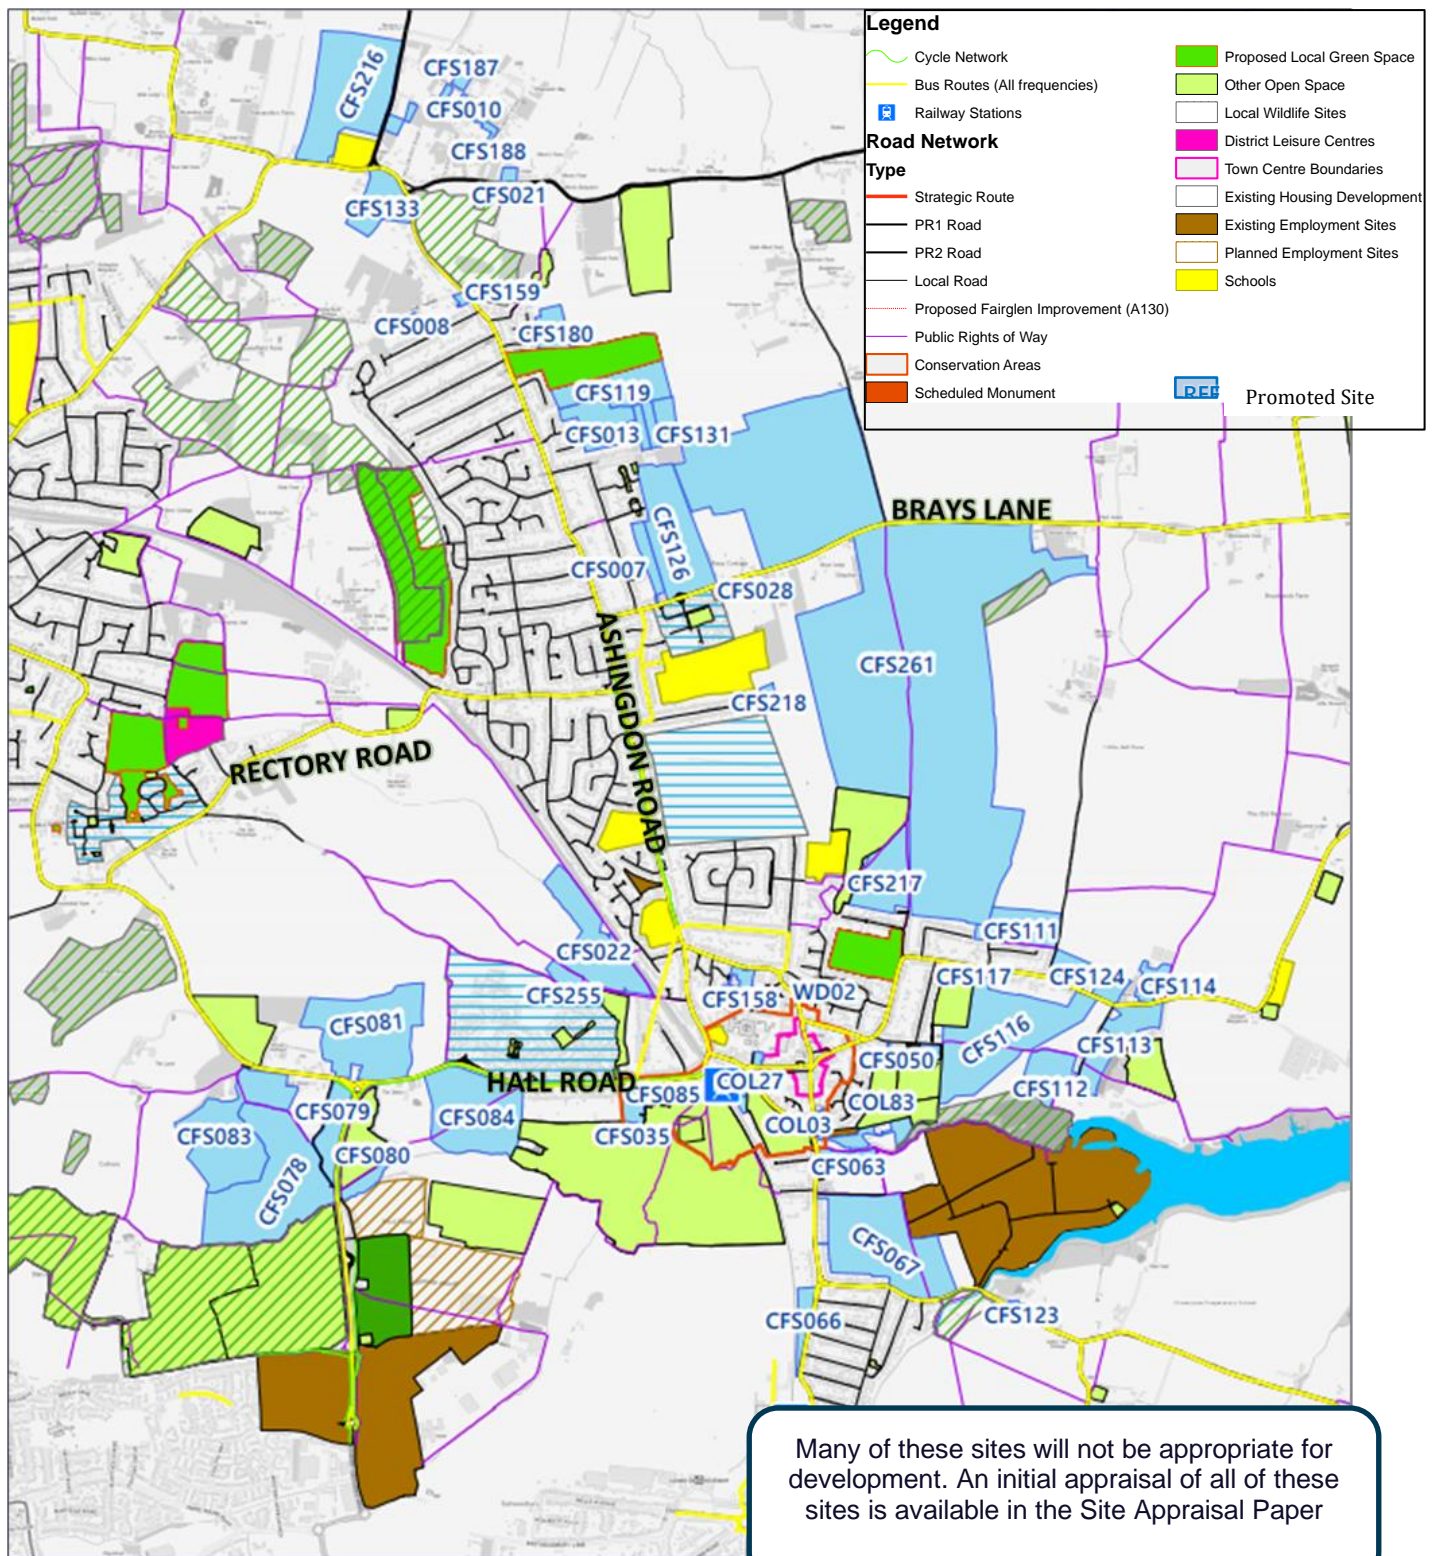 Legend
Cycle Network
Bus Routes (All frequencies)
Railway Stations
Road Network
Type
Strategic Route
PR1 Road
PR2 Road
Local Road
Proposed Fairglen Improvement (A130)
Public Rights of Way
Conservation Areas
Scheduled Monument
Proposed Local Green Space
Other Open Space
Local Wildlife Sites
District Leisure Centres
Town Centre Boundaries
Existing Housing Development
Existing Employment Sites
Planned Employment Sites
Schools
REF Promoted Site
CFS216
CFS187
CFS010
CFS188
CFS021
CFS133
CFS159
CFS008
CFS180
CFS119
CFS013
CFS131
BRAYS LANE
CFS126
CFS007
CFS028
ASHINGDON ROAD
CFS261
CFS218
RECTORY ROAD
CFS217
CFS111
CFS022
CFS117
CFS124
CFS114
CFS255
CFS158
WD02
CFS081
CFS116
CFS113
CFS050
HALL ROAD
COL27
CFS085
CFS112
CFS079
CFS084
COL83
CFS083
CFS035
COL03
CFS080
CFS063
CFS078
CFS067
CFS066
CFS123
Many of these sites will not be appropriate for
development. An initial appraisal of all of these
sites is available in the Site Appraisal Paper